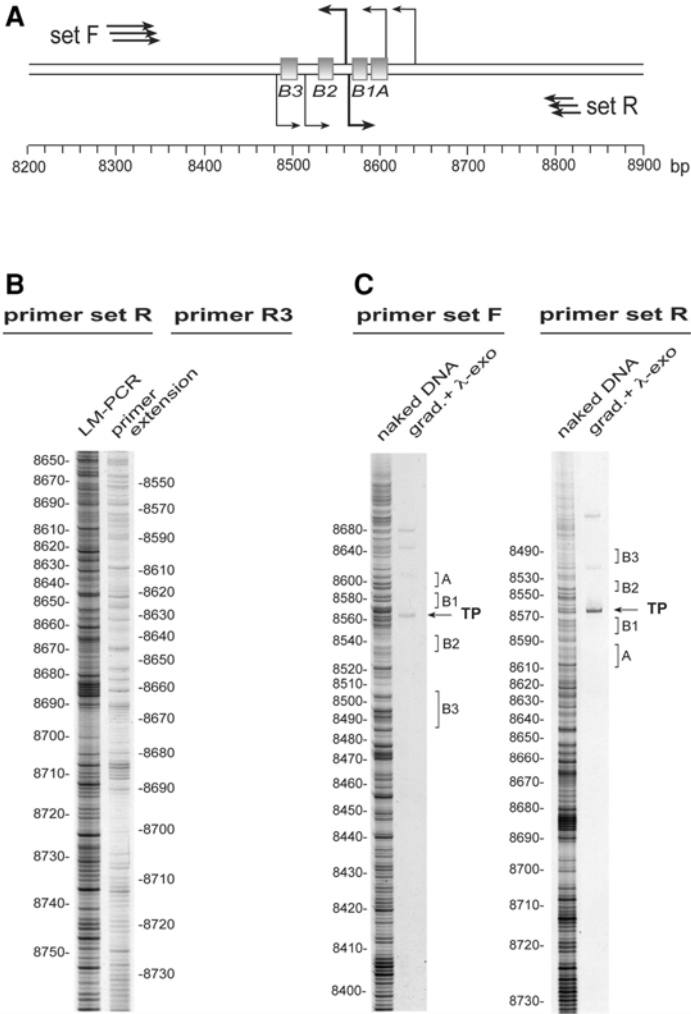 A
set F
B3 B2 B1A
set R
8200 8300 8400 8500 8600 8700 8800 8900 bp
B
primer set R
primer R3
LM-PCR
primer extension
8650-
8670-
8690-
8610-
8620-
8630-
8640-
8650-
8660-
8670-
8680-
8690-
8700-
8710-
8720-
8730-
8740-
8750-
-8550
-8570
-8590
-8610
-8620
-8630
-8640
-8650
-8660
-8670
-8680
-8690
-8700
-8710
-8720
-8730
C
primer set F
naked DNA
grad.+ λ-exo
8680-
8640-
8600-
8580-
8560-
8540-
8520-
8510-
8500-
8490-
8480-
8470-
8460-
8450-
8440-
8430-
8420-
8410-
8400-
A
B1
TP
B2
B3
primer set R
naked DNA
grad.+ λ-exo
8490-
8530-
8550-
8570-
8590-
8610-
8620-
8630-
8640-
8650-
8660-
8670-
8680-
8690-
8700-
8710-
8720-
8730-
B3
B2
TP
B1
A